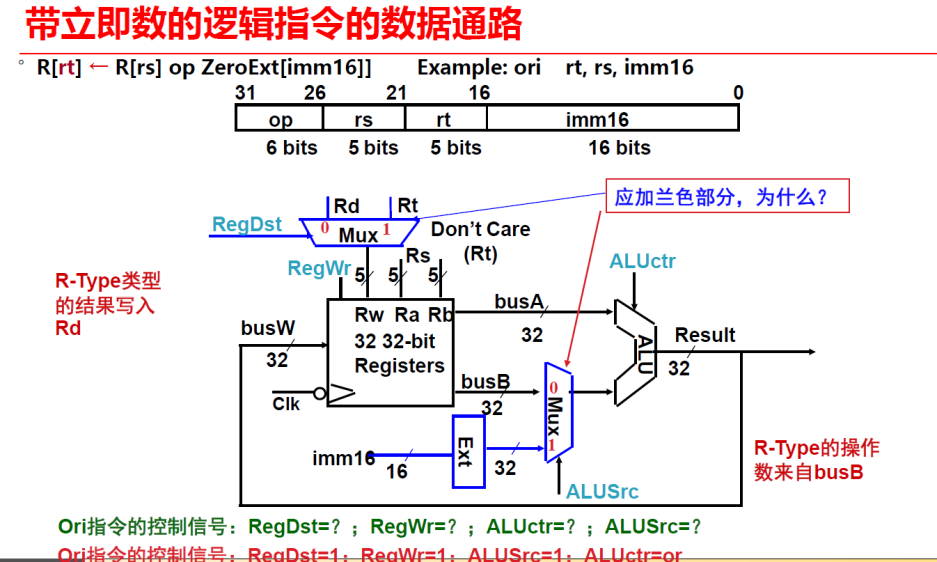 带立即数的逻辑指令的数据通路
° R[rt] ← R[rs] op ZeroExt[imm16]] Example: ori rt, rs, imm16
31 26 21 16 0
op rs rt imm16
6 bits 5 bits 5 bits 16 bits
应加兰色部分，为什么？
Rd Rt
RegDst
0 Mux 1
Don't Care
(Rt)
Rs
RegWr
5 5 5
ALUctr
R-Type类型
的结果写入
Rd
busA
32
Rw Ra Rb
busW
32
32 32-bit
Registers
ALU
Result
32
busB
32
0
Mux
1
Clk
imm16
16
Ext
32
R-Type的操作
数来自busB
ALUSrc
Ori指令的控制信号：RegDst=？；RegWr=？；ALUctr=？；ALUSrc=？
Ori指令的控制信号：RegDst=1；RegWr=1；ALUSrc=1；ALUctr=or